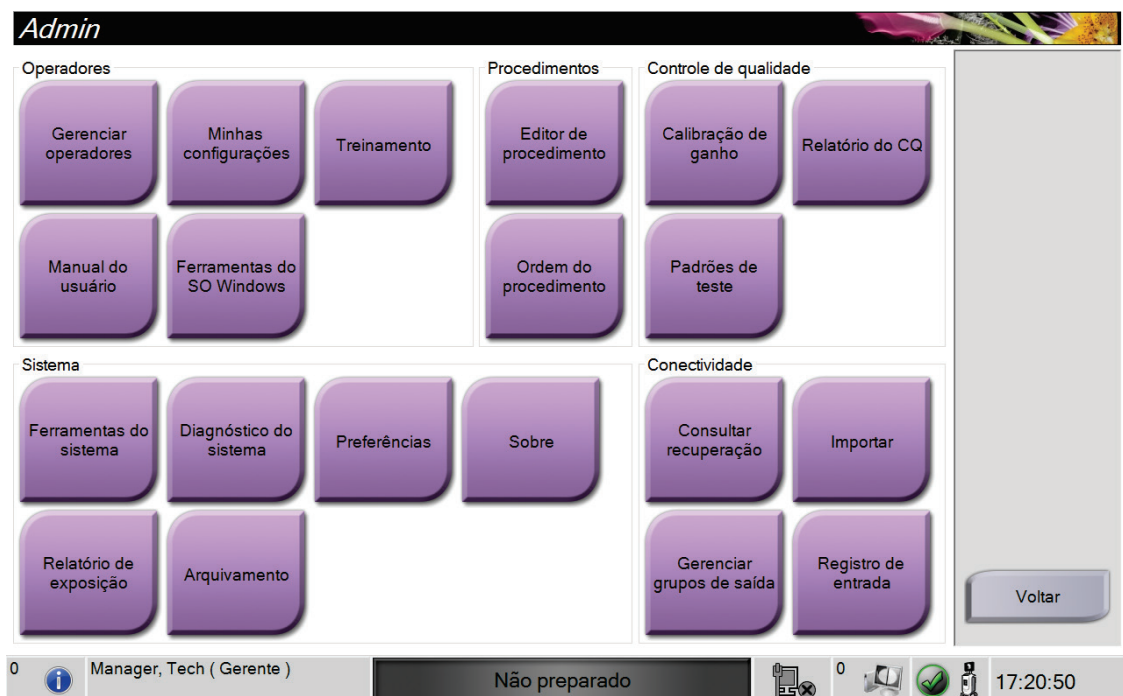 Admin
Operadores
Gerenciar
operadores
Minhas
configurações
Treinamento
Manual do
usuário
Ferramentas do
SO Windows
Procedimentos
Editor de
procedimento
Ordem do
procedimento
Controle de qualidade
Calibração de
ganho
Relatório do CQ
Padrões de
teste
Sistema
Ferramentas do
sistema
Diagnóstico do
sistema
Preferências
Sobre
Relatório de
exposição
Arquivamento
Conectividade
Consultar
recuperação
Importar
Gerenciar
grupos de saída
Registro de
entrada
Voltar
0
Manager, Tech ( Gerente )
Não preparado
0
17:20:50